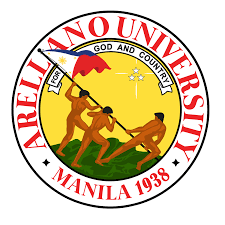 ARELLANO UNIVERSITY
FOR GOD AND COUNTRY
MANILA 1938